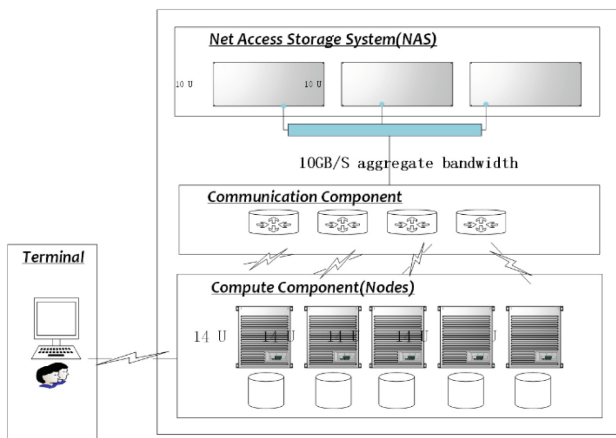 Net Access Storage System(NAS)
10 U
10 U
10GB/S aggregate bandwidth
Communication Component
Terminal
Compute Component(Nodes)
14 U
14 U
14 U
14 U
U